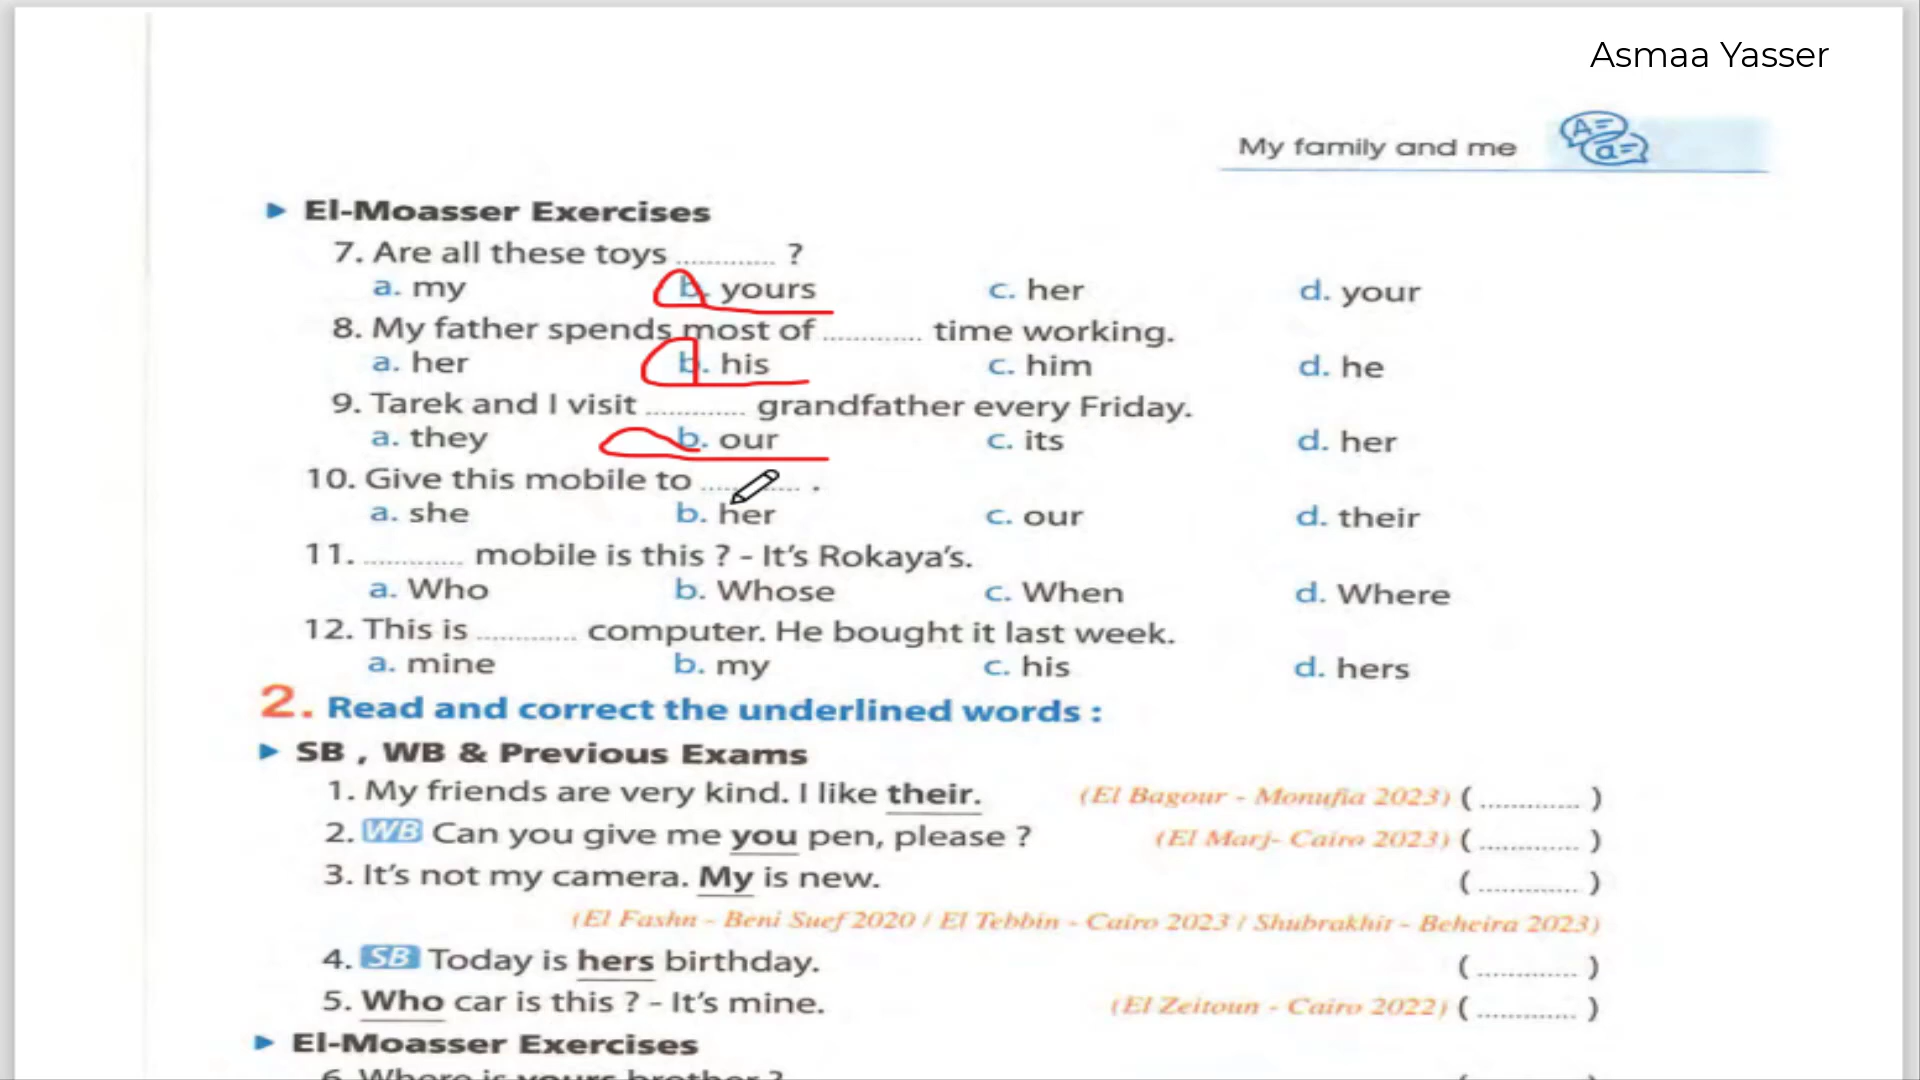 Asmaa Yasser
My family and me
A=
a=
► El-Moasser Exercises
7. Are all these toys ............. ?
a. my b. yours c. her d. your
8. My father spends most of ............. time working.
a. her b. his c. him d. he
9. Tarek and I visit ............. grandfather every Friday.
a. they b. our c. its d. her
10. Give this mobile to ............. .
a. she b. her c. our d. their
11. ............. mobile is this ? – It’s Rokaya’s.
a. Who b. Whose c. When d. Where
12. This is ............. computer. He bought it last week.
a. mine b. my c. his d. hers
2. Read and correct the underlined words :
► SB , WB & Previous Exams
1. My friends are very kind. I like their. (El Bagour - Monufia 2023) ( ............. )
2. WB Can you give me you pen, please ? (El Marj- Cairo 2023) ( ............. )
3. It’s not my camera. My is new. ( ............. )
(El Fashn - Beni Suef 2020 / El Tebbin - Cairo 2023 / Shubrakhit - Beheira 2023)
4. SB Today is hers birthday. ( ............. )
5. Who car is this ? – It’s mine. (El Zeitoun - Cairo 2022) ( ............. )
► El-Moasser Exercises
6. Where is yours brother ?